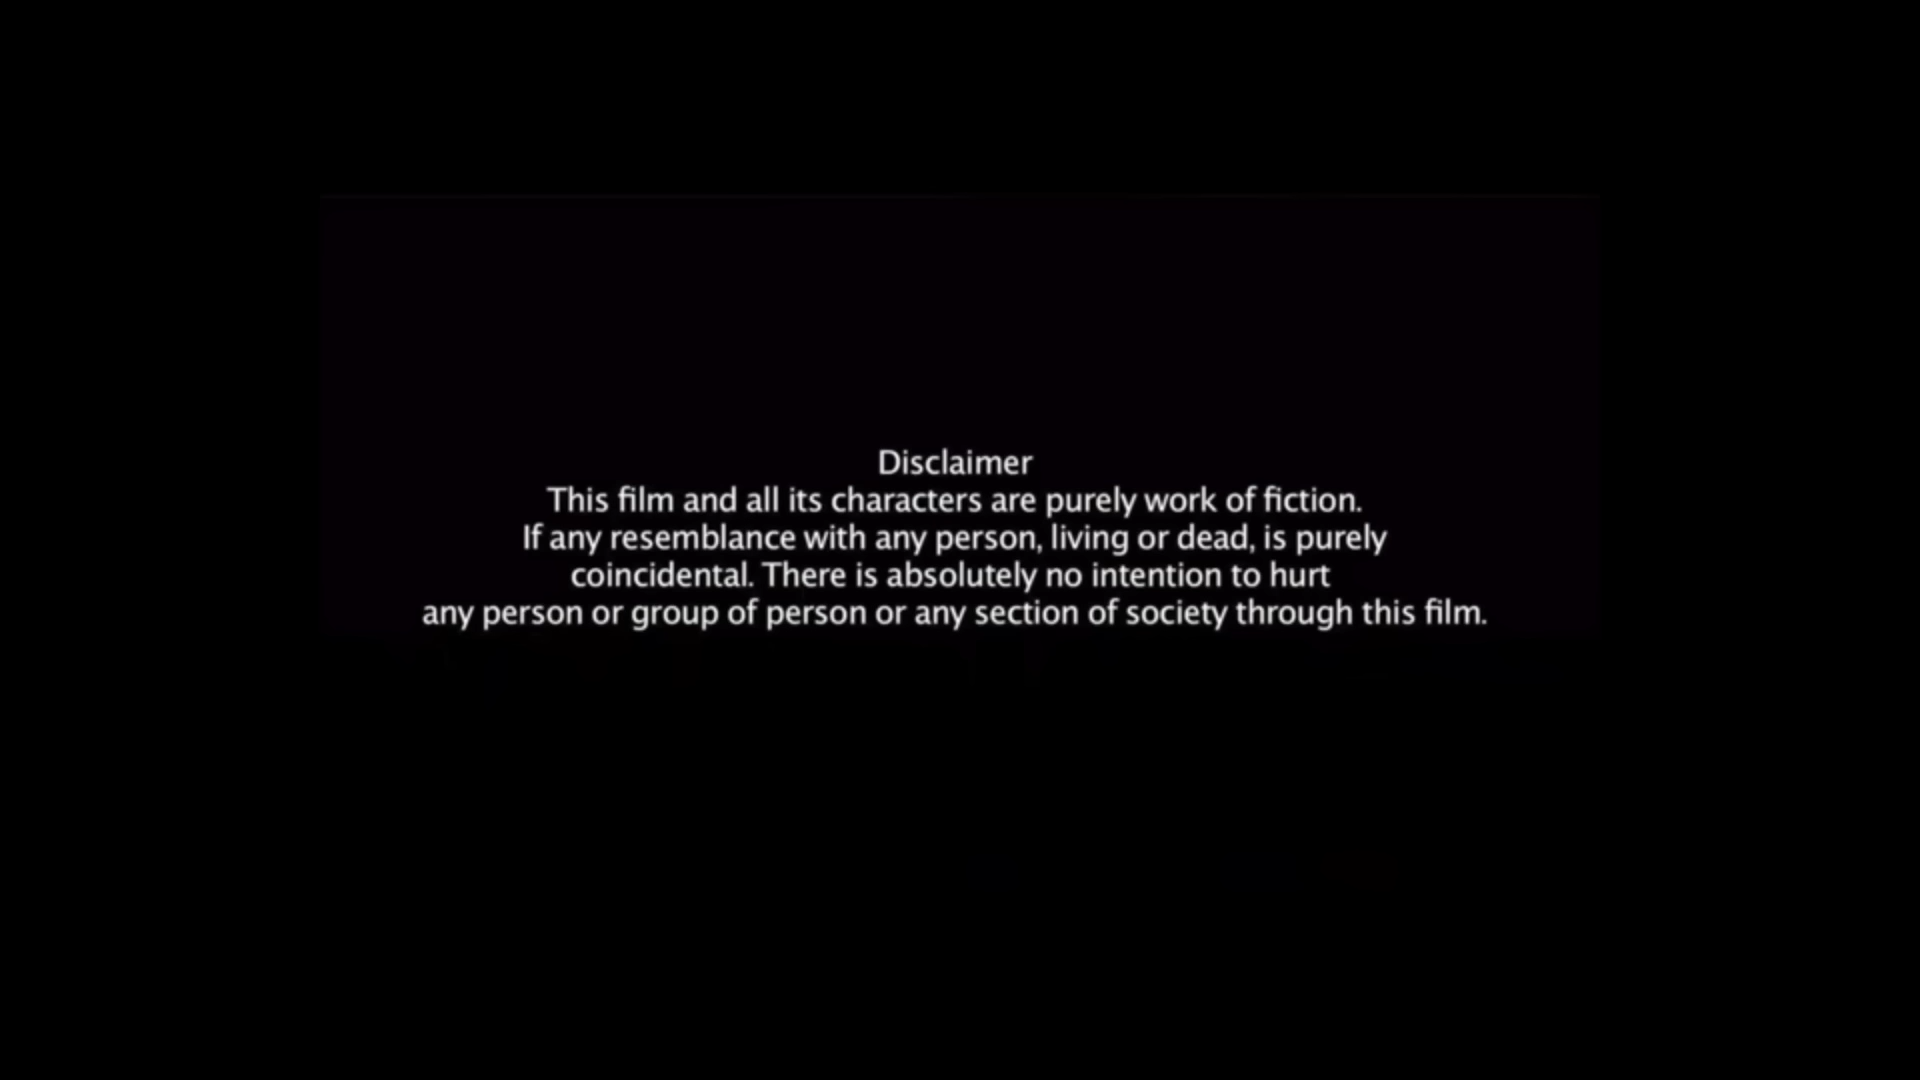 Disclaimer
This film and all its characters are purely work of fiction.
If any resemblance with any person, living or dead, is purely
coincidental. There is absolutely no intention to hurt
any person or group of person or any section of society through this film.